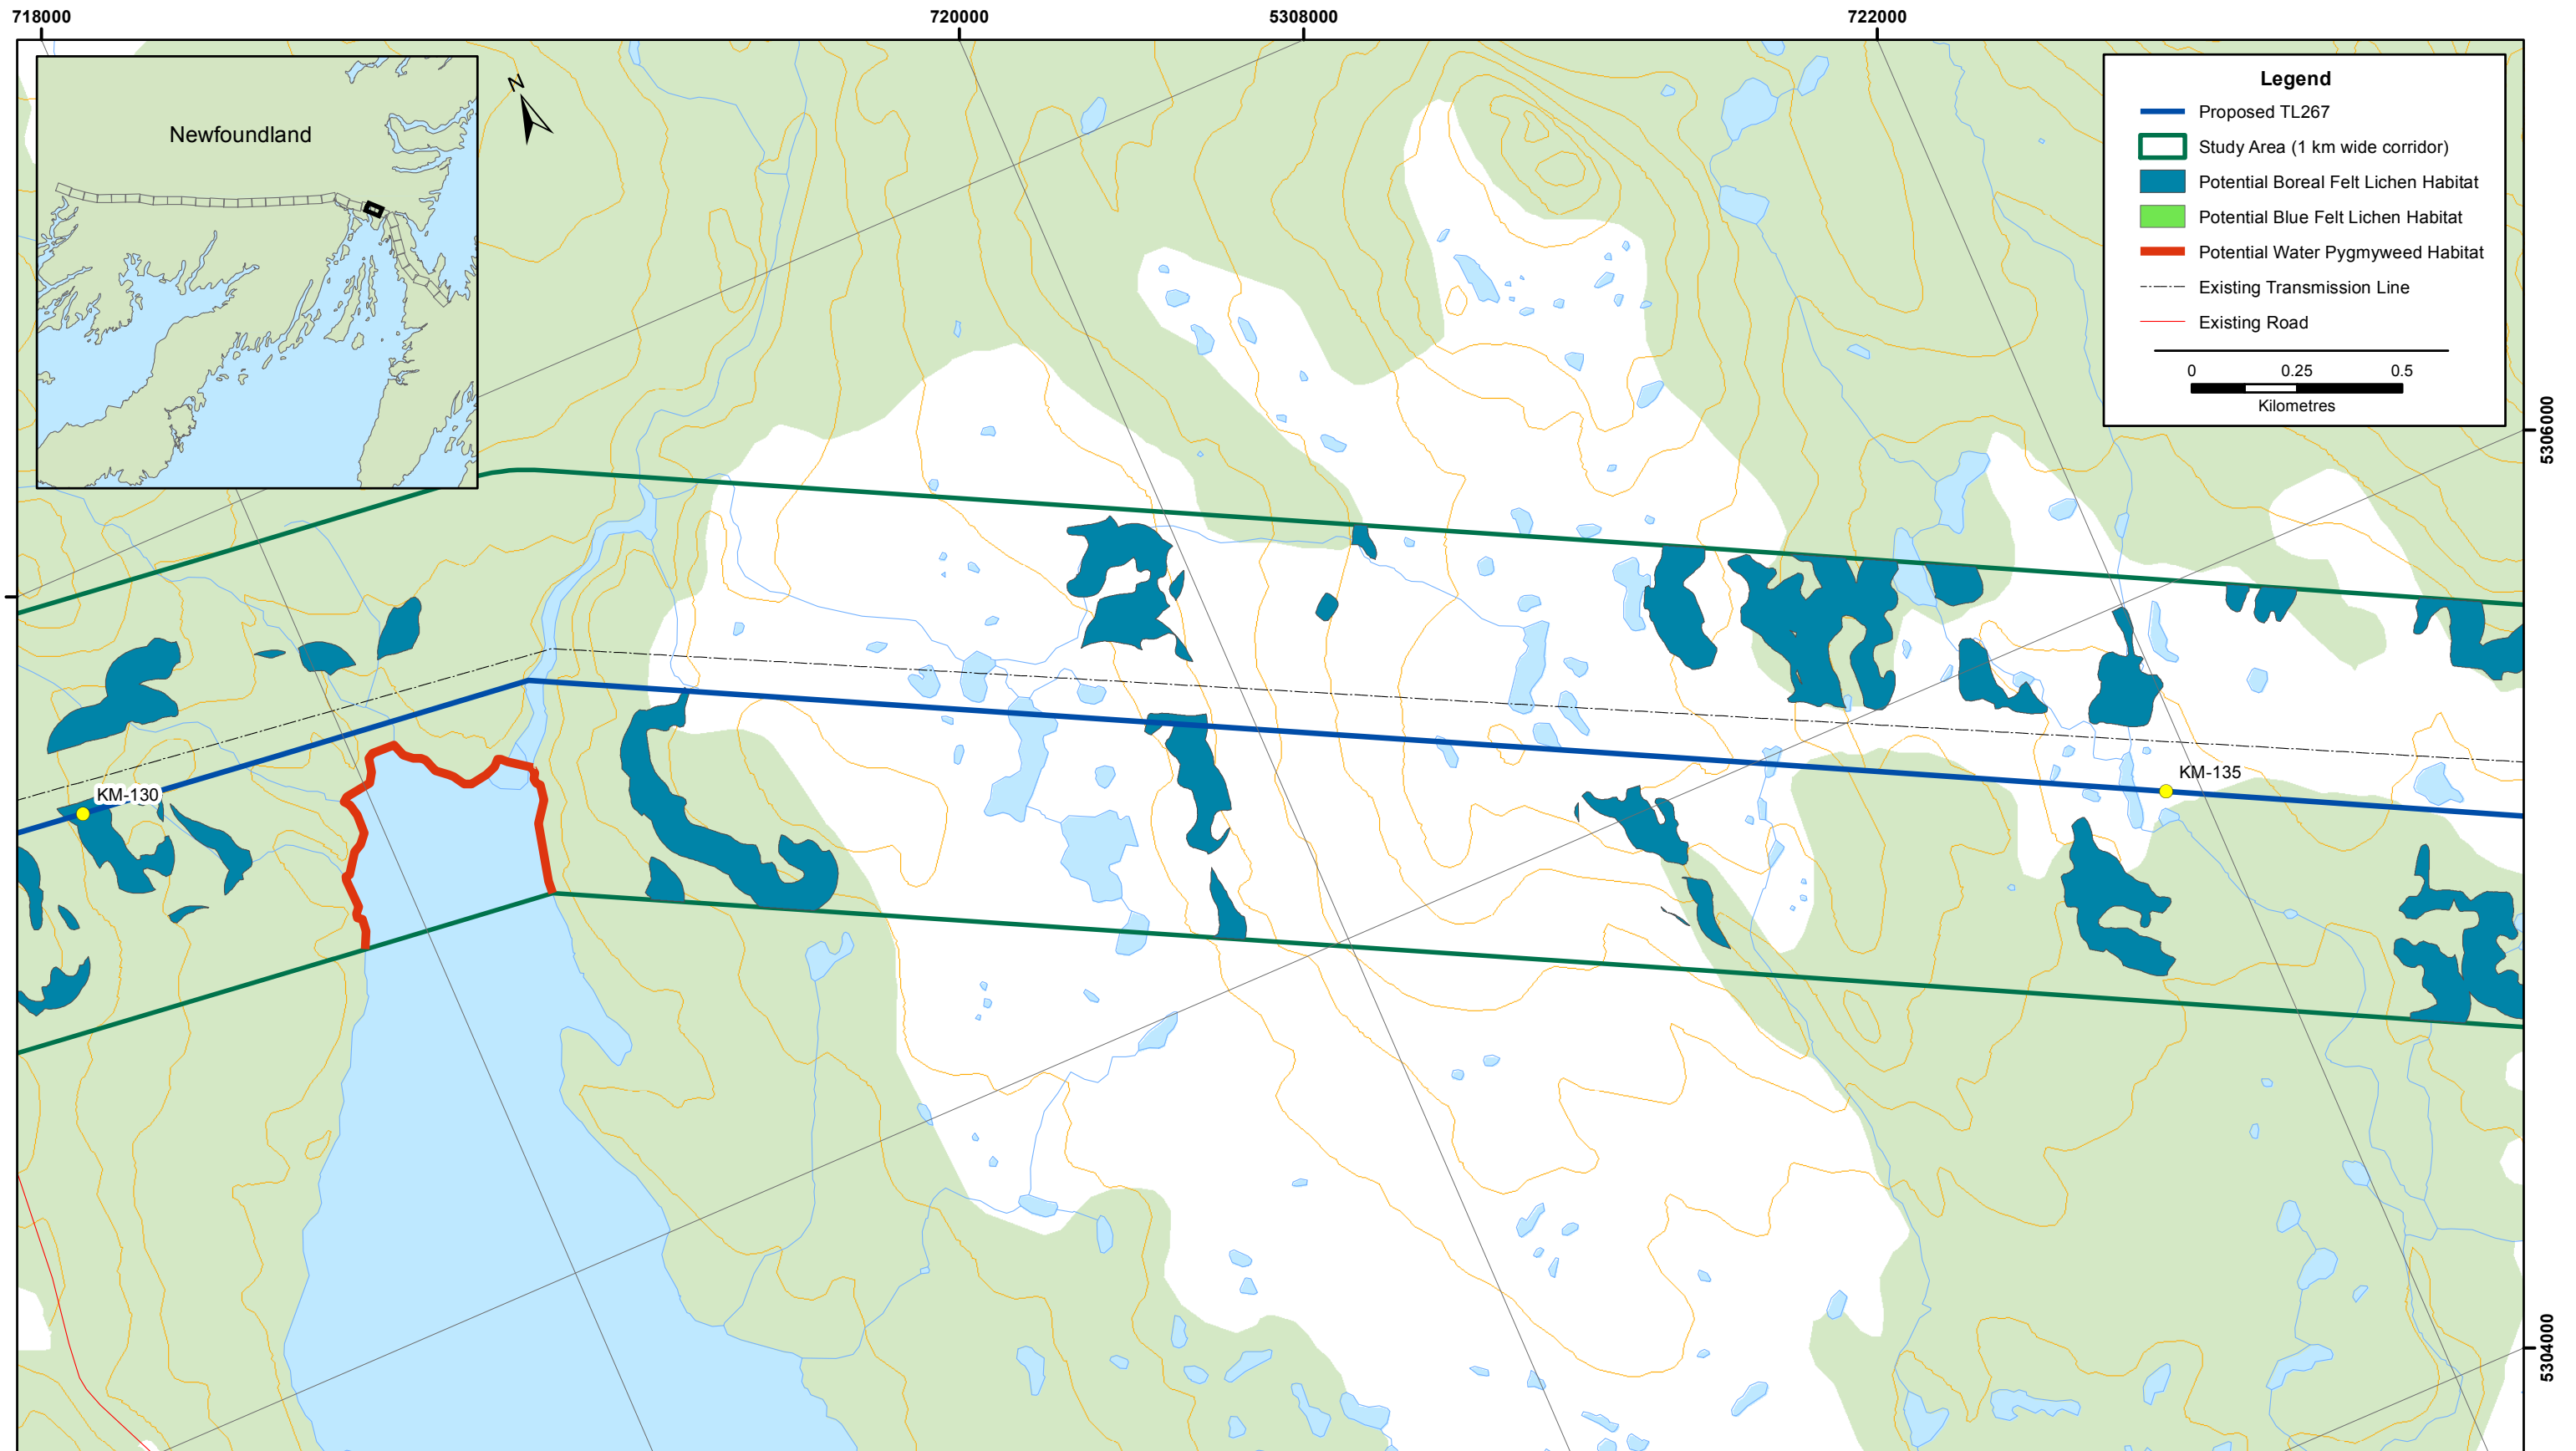 718000
720000
5308000
722000
Newfoundland
N
Legend
Proposed TL267
Study Area (1 km wide corridor)
Potential Boreal Felt Lichen Habitat
Potential Blue Felt Lichen Habitat
Potential Water Pygmyweed Habitat
Existing Transmission Line
Existing Road
0 0.25 0.5
Kilometres
5306000
KM-130
KM-135
5304000